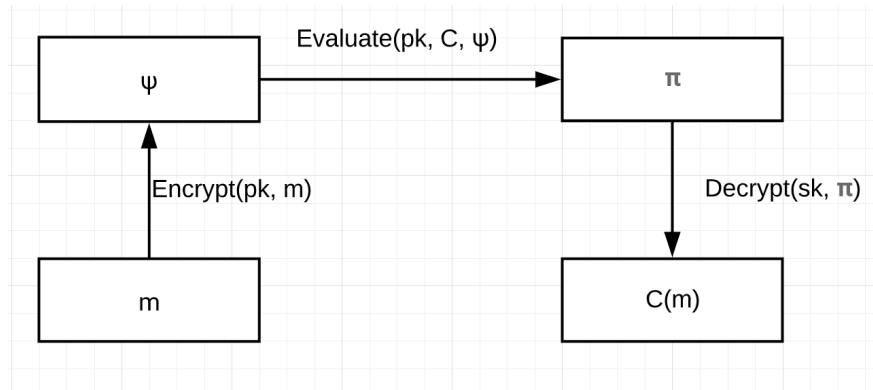 Evaluate(pk, C, ψ)
ψ
π
Encrypt(pk, m)
Decrypt(sk, π)
m
C(m)